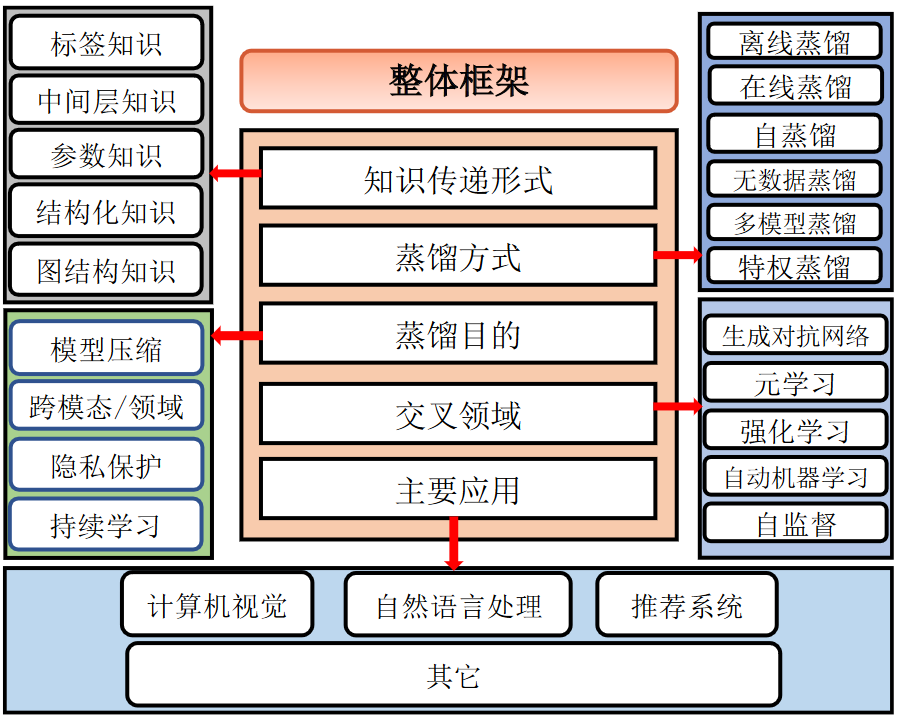 整体框架
知识传递形式
蒸馏方式
蒸馏目的
交叉领域
主要应用
标签知识
中间层知识
参数知识
结构化知识
图结构知识
离线蒸馏
在线蒸馏
自蒸馏
无数据蒸馏
多模型蒸馏
特权蒸馏
模型压缩
跨模态/领域
隐私保护
持续学习
生成对抗网络
元学习
强化学习
自动机器学习
自监督
计算机视觉
自然语言处理
推荐系统
其它